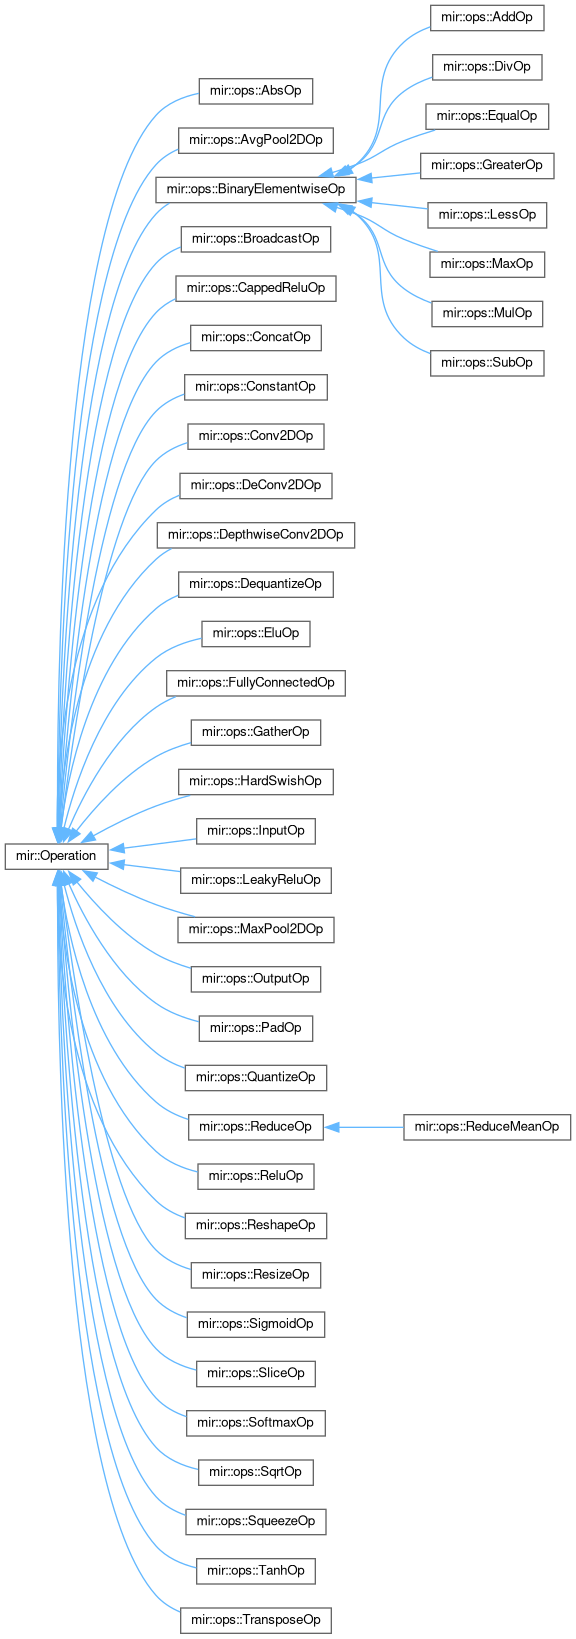 mir::ops::AddOp
mir::ops::DivOp
mir::ops::AbsOp
mir::ops::EqualOp
mir::ops::AvgPool2DOp
mir::ops::GreaterOp
mir::ops::BinaryElementwiseOp
mir::ops::LessOp
mir::ops::BroadcastOp
mir::ops::MaxOp
mir::ops::CappedReluOp
mir::ops::MulOp
mir::ops::ConcatOp
mir::ops::SubOp
mir::ops::ConstantOp
mir::ops::Conv2DOp
mir::ops::DeConv2DOp
mir::ops::DepthwiseConv2DOp
mir::ops::DequantizeOp
mir::ops::EluOp
mir::ops::FullyConnectedOp
mir::ops::GatherOp
mir::ops::HardSwishOp
mir::ops::InputOp
mir::Operation
mir::ops::LeakyReluOp
mir::ops::MaxPool2DOp
mir::ops::OutputOp
mir::ops::PadOp
mir::ops::QuantizeOp
mir::ops::ReduceOp
mir::ops::ReduceMeanOp
mir::ops::ReluOp
mir::ops::ReshapeOp
mir::ops::ResizeOp
mir::ops::SigmoidOp
mir::ops::SliceOp
mir::ops::SoftmaxOp
mir::ops::SqrtOp
mir::ops::SqueezeOp
mir::ops::TanhOp
mir::ops::TransposeOp